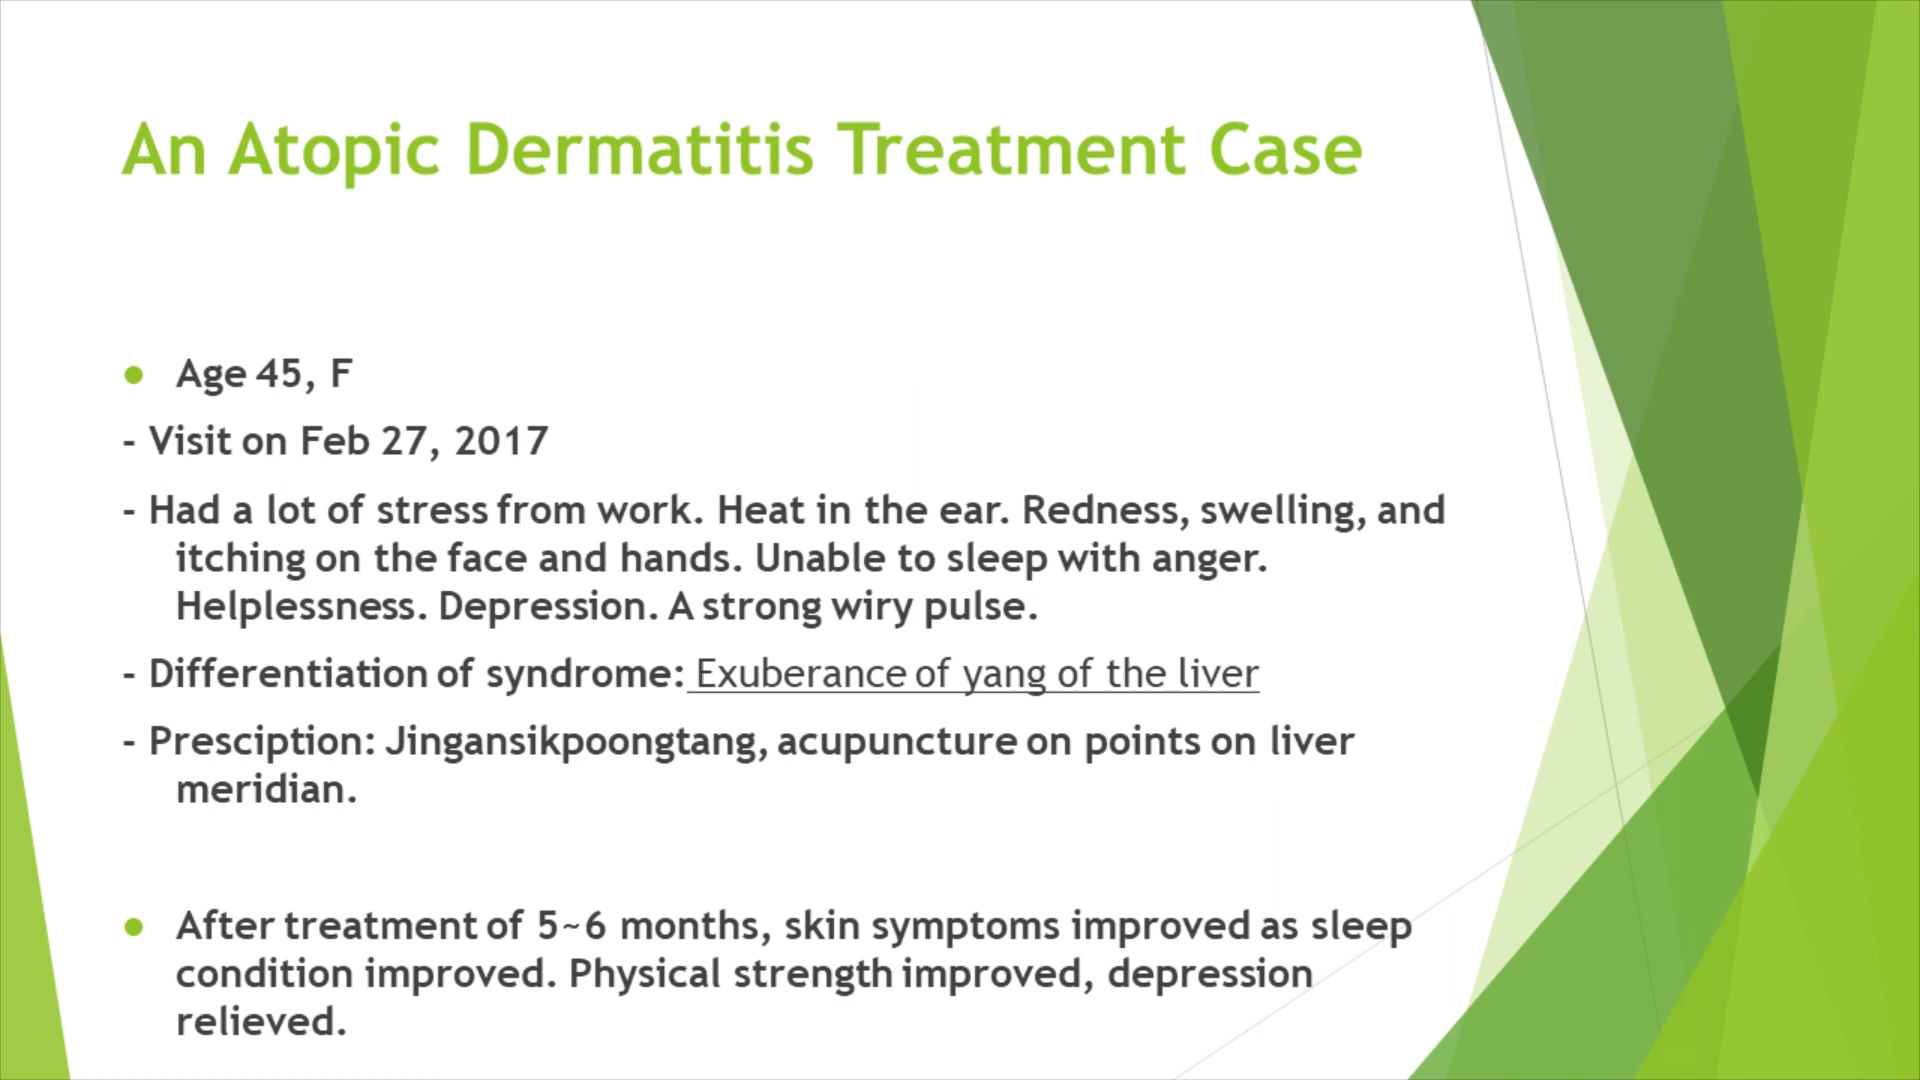 An Atopic Dermatitis Treatment Case
● Age 45, F
- Visit on Feb 27, 2017
- Had a lot of stress from work. Heat in the ear. Redness, swelling, and
itching on the face and hands. Unable to sleep with anger.
Helplessness. Depression. A strong wiry pulse.
- Differentiation of syndrome: Exuberance of yang of the liver
- Presciption: Jingansikpoongtang, acupuncture on points on liver
meridian.
● After treatment of 5~6 months, skin symptoms improved as sleep
condition improved. Physical strength improved, depression
relieved.